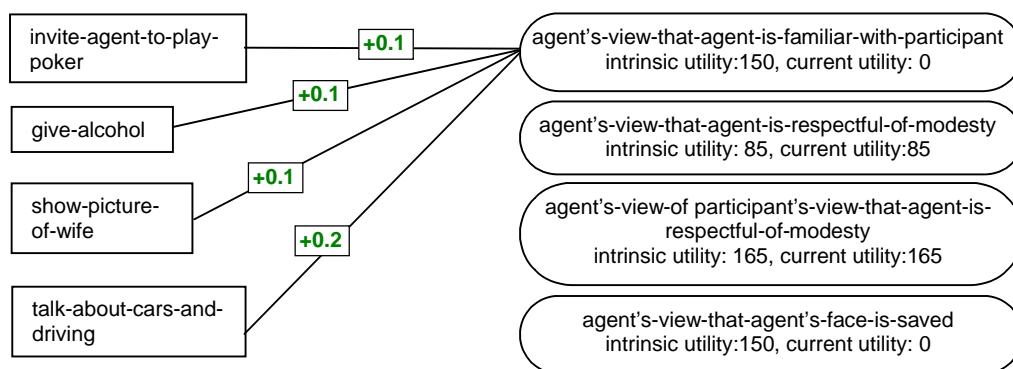 invite-agent-to-play-
poker
+0.1
agent's-view-that-agent-is-familiar-with-participant
intrinsic utility:150, current utility: 0
give-alcohol
+0.1
agent's-view-that-agent-is-respectful-of-modesty
intrinsic utility: 85, current utility:85
show-picture-
of-wife
+0.1
agent's-view-of participant's-view-that-agent-is-
respectful-of-modesty
intrinsic utility: 165, current utility:165
talk-about-cars-and-
driving
+0.2
agent's-view-that-agent's-face-is-saved
intrinsic utility:150, current utility: 0